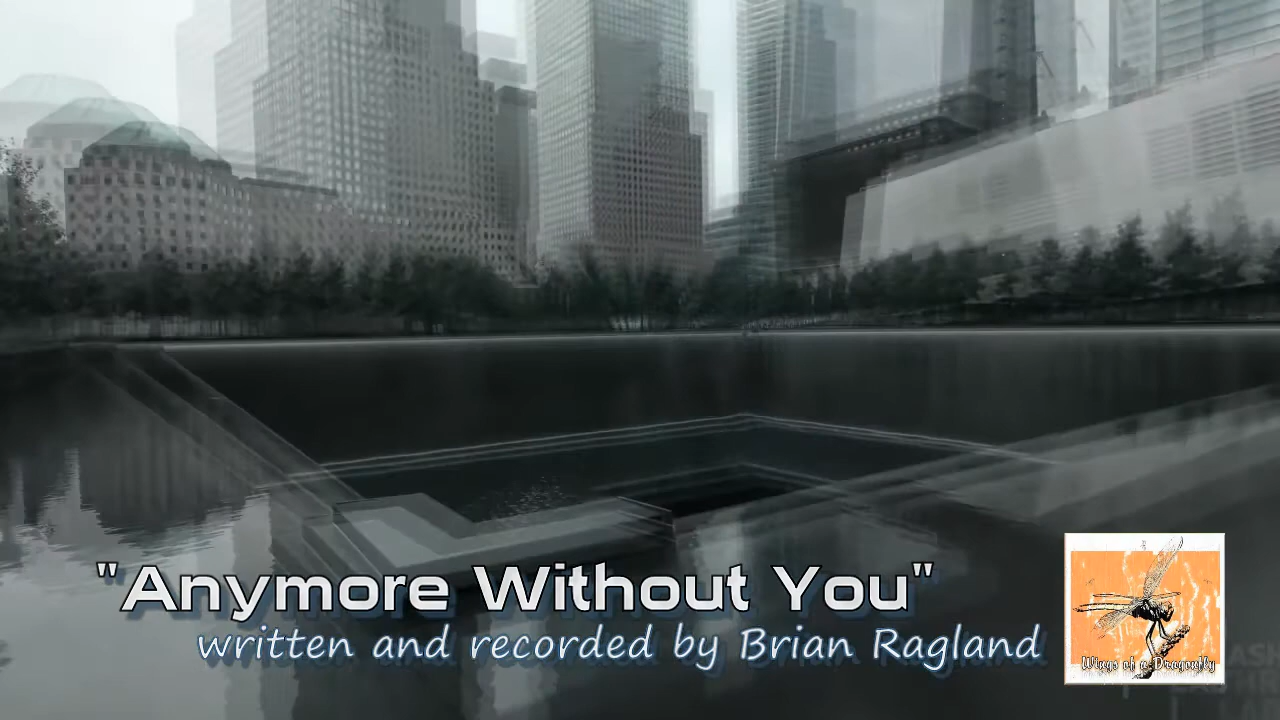 "Anymore Without You"
written and recorded by Brian Ragland
Wings of a Dragonfly